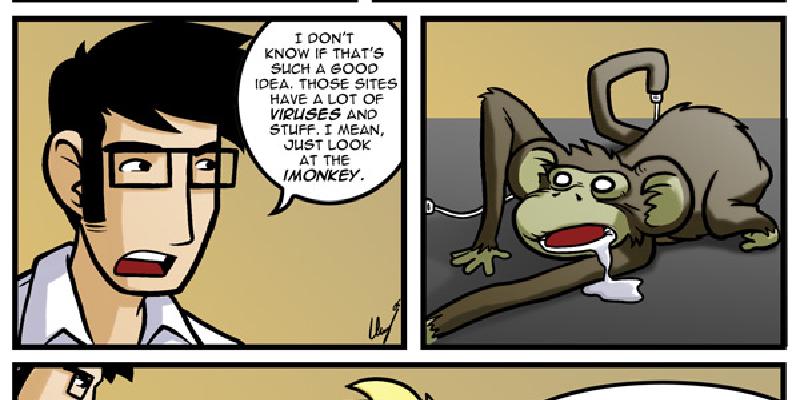 I DON'T
KNOW IF THAT'S
SUCH A GOOD
IDEA. THOSE SITES
HAVE A LOT OF
VIRUSES AND
STUFF. I MEAN,
JUST LOOK
AT THE
IMONKEY.